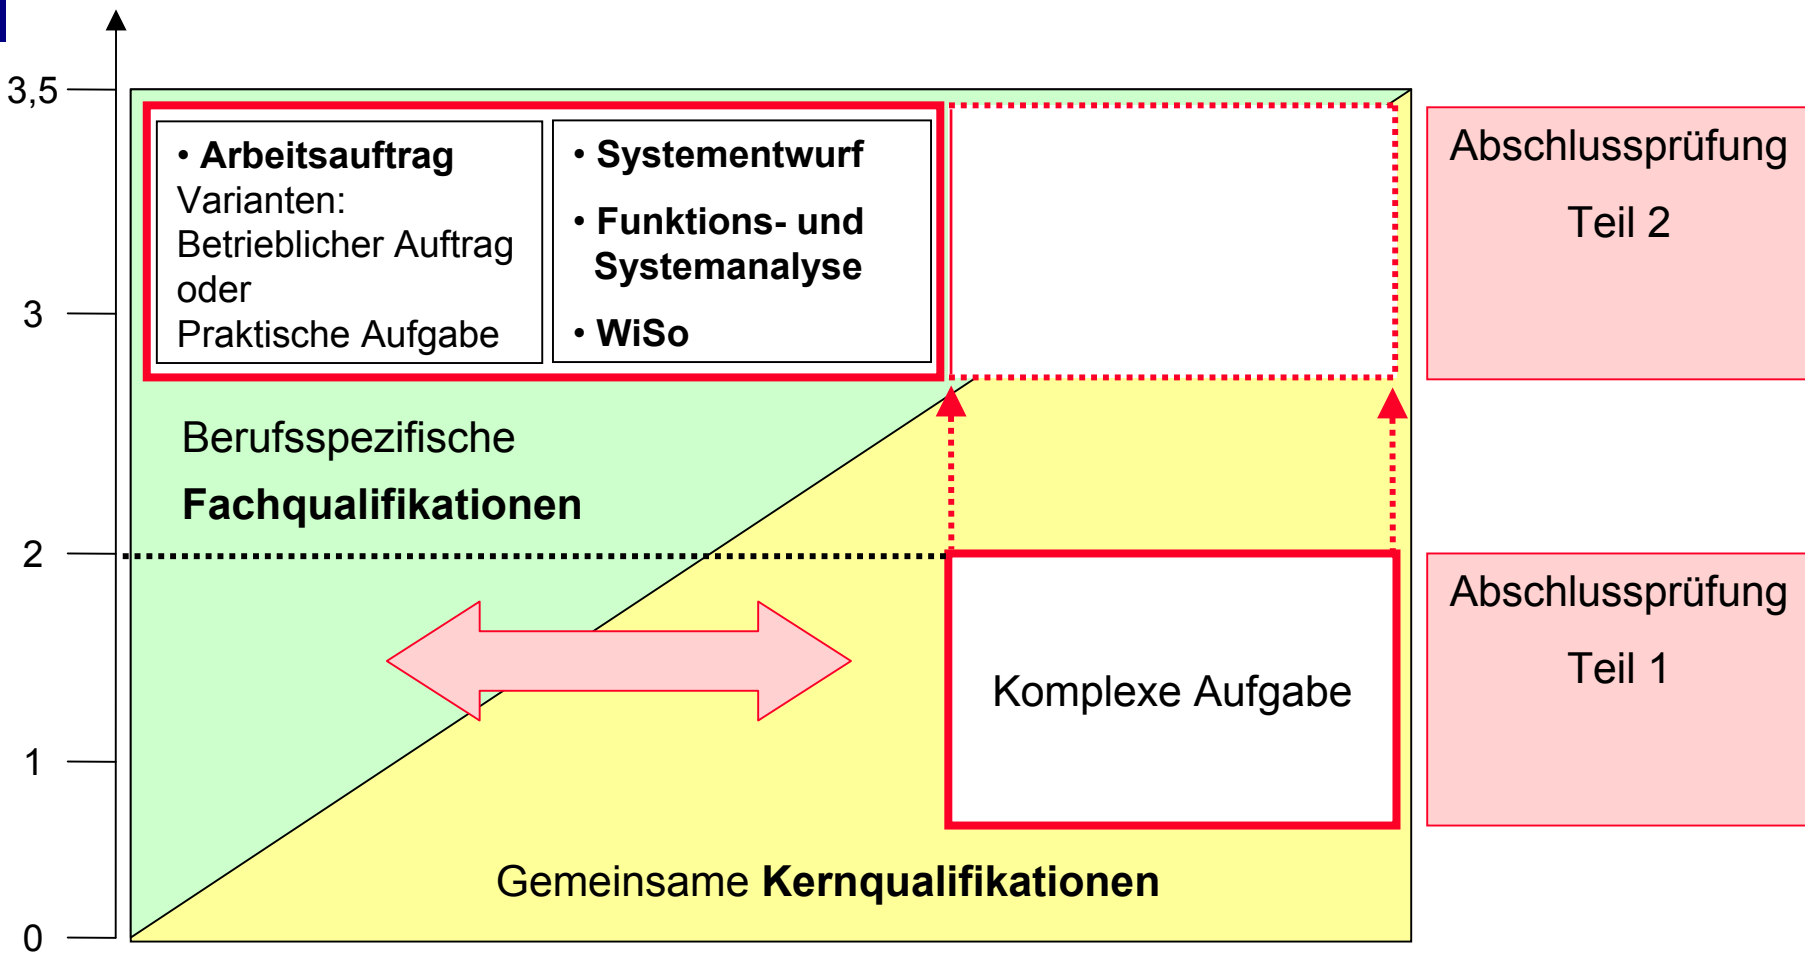 3,5
• Arbeitsauftrag
Varianten:
Betrieblicher Auftrag
oder
Praktische Aufgabe
• Systementwurf
• Funktions- und
Systemanalyse
• WiSo
Abschlussprüfung
Teil 2
3
Berufsspezifische
Fachqualifikationen
2
Komplexe Aufgabe
Abschlussprüfung
Teil 1
1
Gemeinsame Kernqualifikationen
0